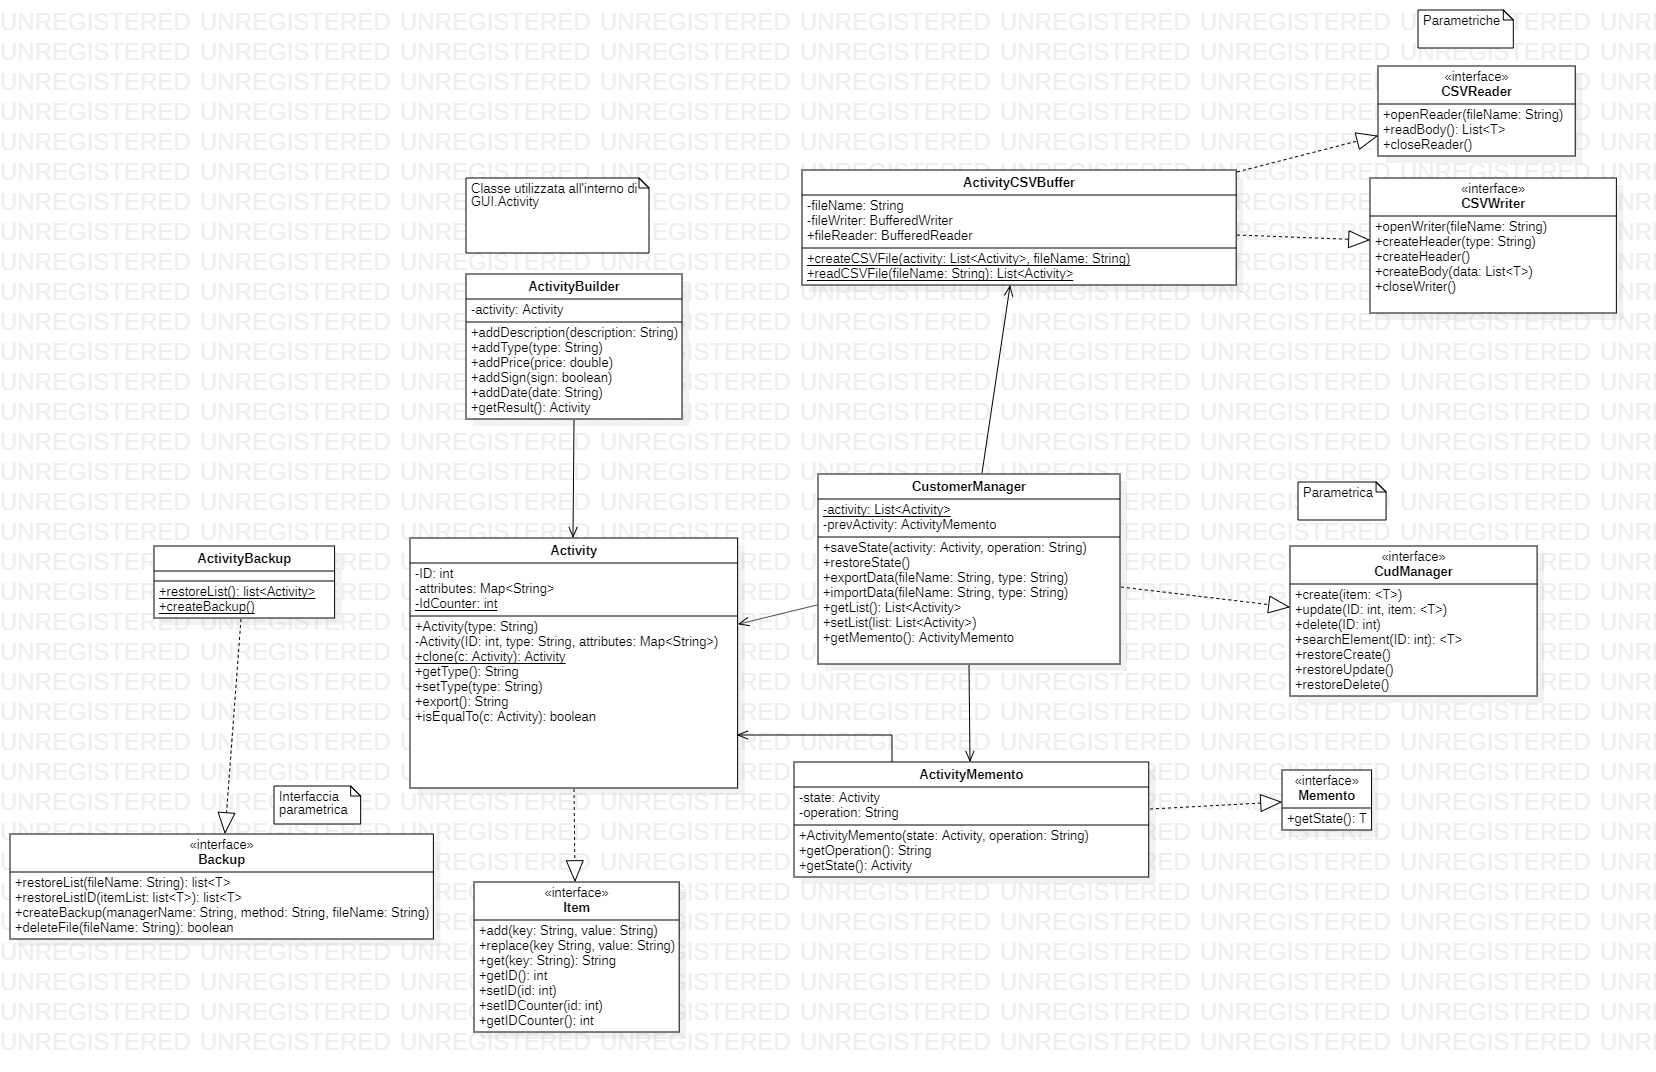 Parametriche
«interface»
CSVReader
+openReader(fileName: String)
+readBody(): List<T>
+closeReader()
«interface»
CSVWriter
+openWriter(fileName: String)
+createHeader(type: String)
+createHeader()
+createBody(data: List<T>)
+closeWriter()
ActivityCSVBuffer
-fileName: String
-fileWriter: BufferedWriter
+fileReader: BufferedReader
+createCSVFile(activity: List<Activity>, fileName: String)
+readCSVFile(fileName: String): List<Activity>
Classe utilizzata all'interno di
GUI.Activity
ActivityBuilder
-activity: Activity
+addDescription(description: String)
+addType(type: String)
+addPrice(price: double)
+addSign(sign: boolean)
+addDate(date: String)
+getResult(): Activity
CustomerManager
-activity: List<Activity>
-prevActivity: ActivityMemento
+saveState(activity: Activity, operation: String)
+restoreState()
+exportData(fileName: String, type: String)
+importData(fileName: String, type: String)
+getList(): List<Activity>
+setList(list: List<Activity>)
+getMemento(): ActivityMemento
Parametrica
«interface»
CudManager
+create(item: <T>)
+update(ID: int, item: <T>)
+delete(ID: int)
+searchElement(ID: int): <T>
+restoreCreate()
+restoreUpdate()
+restoreDelete()
ActivityBackup
+restoreList(): list<Activity>
+createBackup()
Activity
-ID: int
-attributes: Map<String>
-IdCounter: int
+Activity(type: String)
-Activity(ID: int, type: String, attributes: Map<String>)
+clone(c: Activity): Activity
+getType(): String
+setType(type: String)
+export(): String
+isEqualTo(c: Activity): boolean
ActivityMemento
-state: Activity
-operation: String
+ActivityMemento(state: Activity, operation: String)
+getOperation(): String
+getState(): Activity
«interface»
Memento
+getState(): T
Interfaccia
parametrica
«interface»
Backup
+restoreList(fileName: String): list<T>
+restoreListID(itemList: list<T>): list<T>
+createBackup(managerName: String, method: String, fileName: String)
+deleteFile(fileName: String): boolean
«interface»
Item
+add(key: String, value: String)
+replace(key String, value: String)
+get(key: String): String
+getID(): int
+setID(id: int)
+setIDCounter(id: int)
+getIDCounter(): int